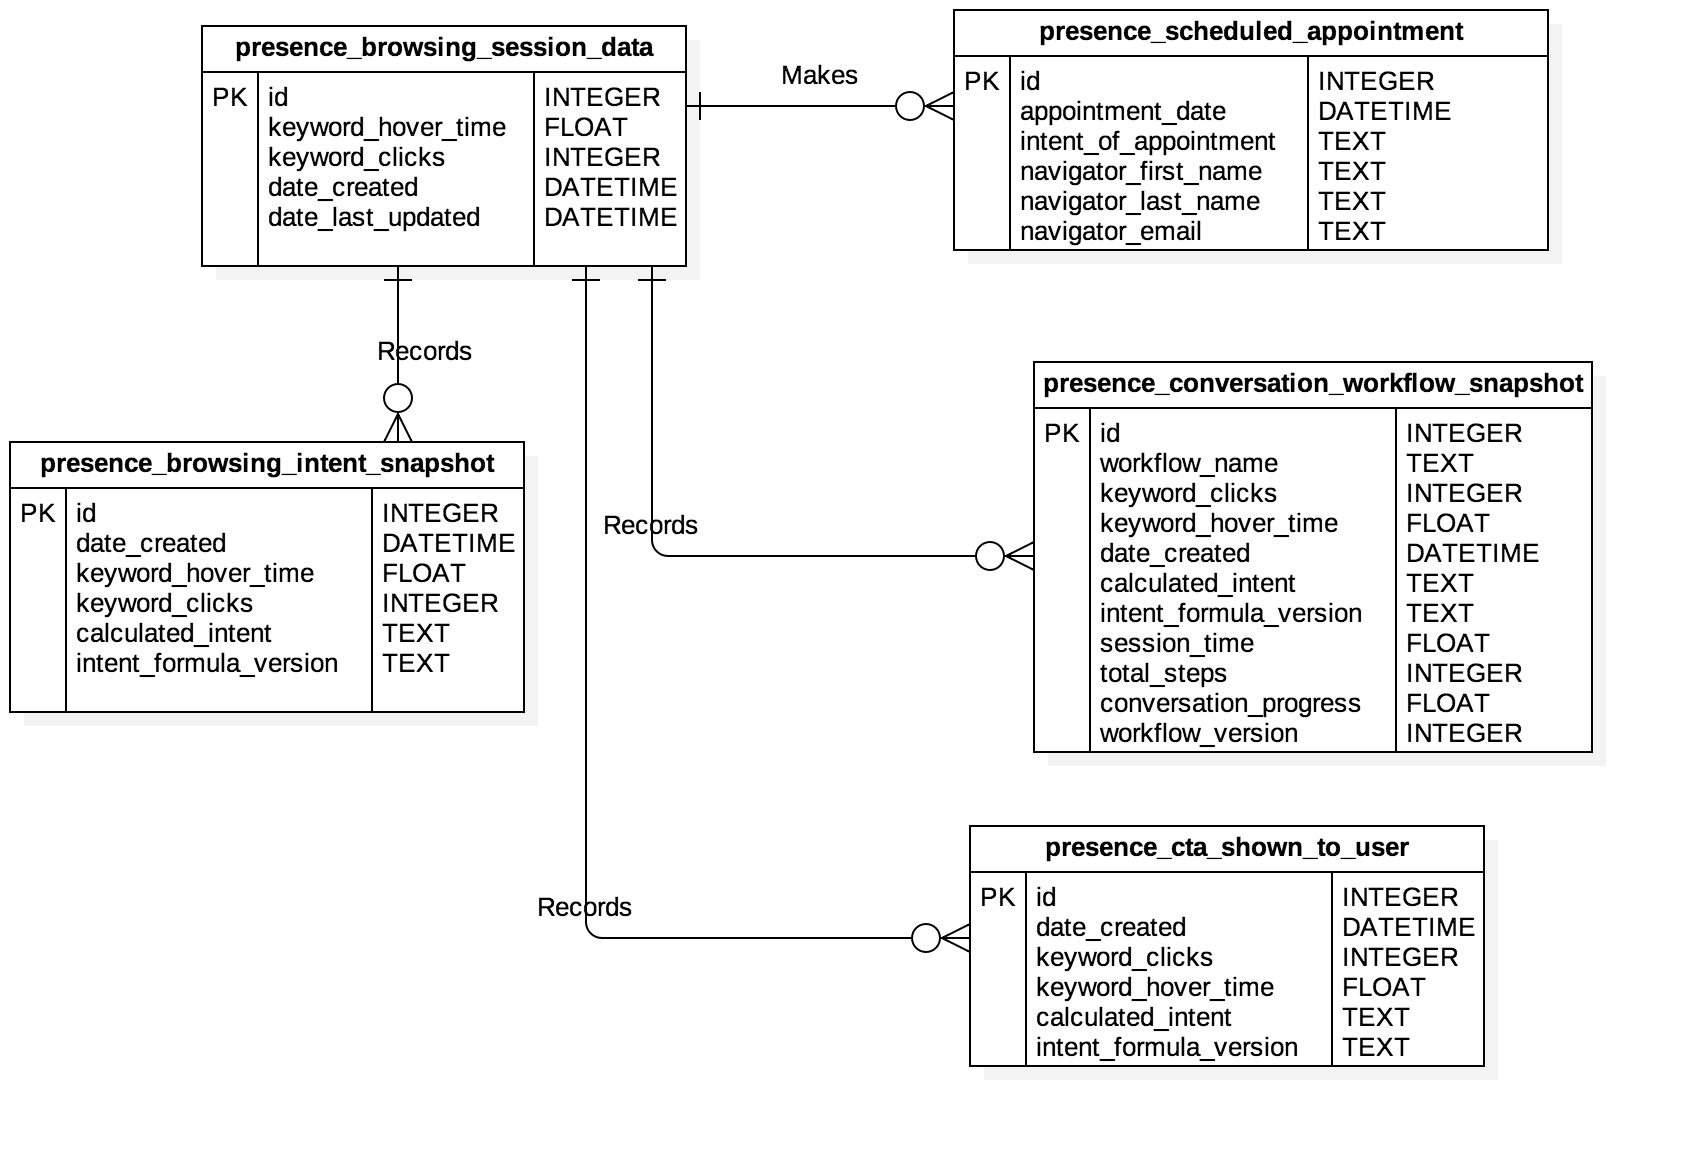 presence_browsing_session_data
PK id INTEGER
keyword_hover_time FLOAT
keyword_clicks INTEGER
date_created DATETIME
date_last_updated DATETIME
Makes
presence_scheduled_appointment
PK id INTEGER
appointment_date DATETIME
intent_of_appointment TEXT
navigator_first_name TEXT
navigator_last_name TEXT
navigator_email TEXT
Records
presence_browsing_intent_snapshot
PK id INTEGER
date_created DATETIME
keyword_hover_time FLOAT
keyword_clicks INTEGER
calculated_intent TEXT
intent_formula_version TEXT
Records
presence_conversation_workflow_snapshot
PK id INTEGER
workflow_name TEXT
keyword_clicks INTEGER
keyword_hover_time FLOAT
date_created DATETIME
calculated_intent TEXT
intent_formula_version TEXT
session_time FLOAT
total_steps INTEGER
conversation_progress FLOAT
workflow_version INTEGER
Records
presence_cta_shown_to_user
PK id INTEGER
date_created DATETIME
keyword_clicks INTEGER
keyword_hover_time FLOAT
calculated_intent TEXT
intent_formula_version TEXT